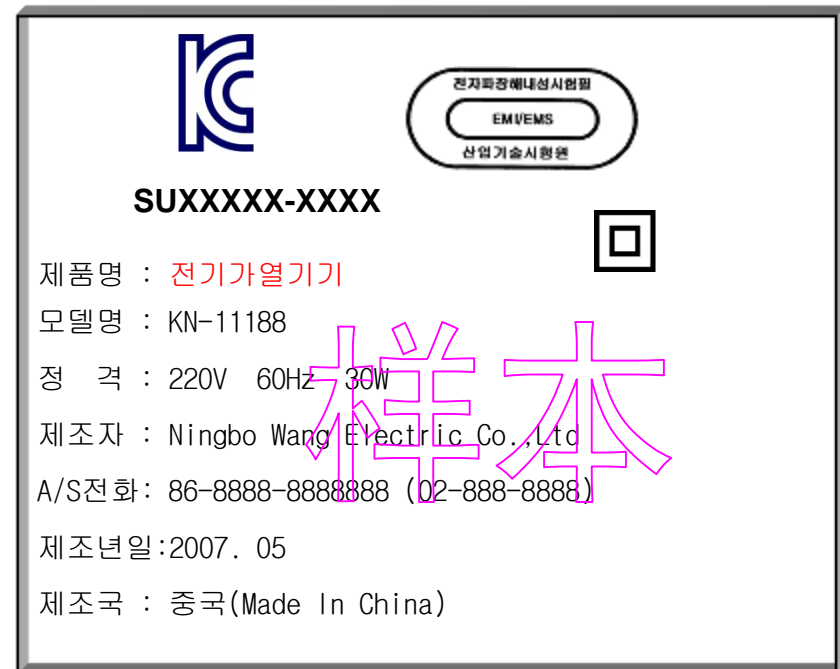 KC
전자파장해내성시험필
EMI/EMS
산업기술시험원
SUXXXXX-XXXX
제품명 : 전기가열기기
모델명 : KN-11188
정 격 : 220V 60Hz 30W
제조자 : Ningbo Wang Electric Co.,Ltd
A/S전화: 86-8888-8888888 (02-888-8888)
제조년일:2007. 05
제조국 : 중국(Made In China)
样本